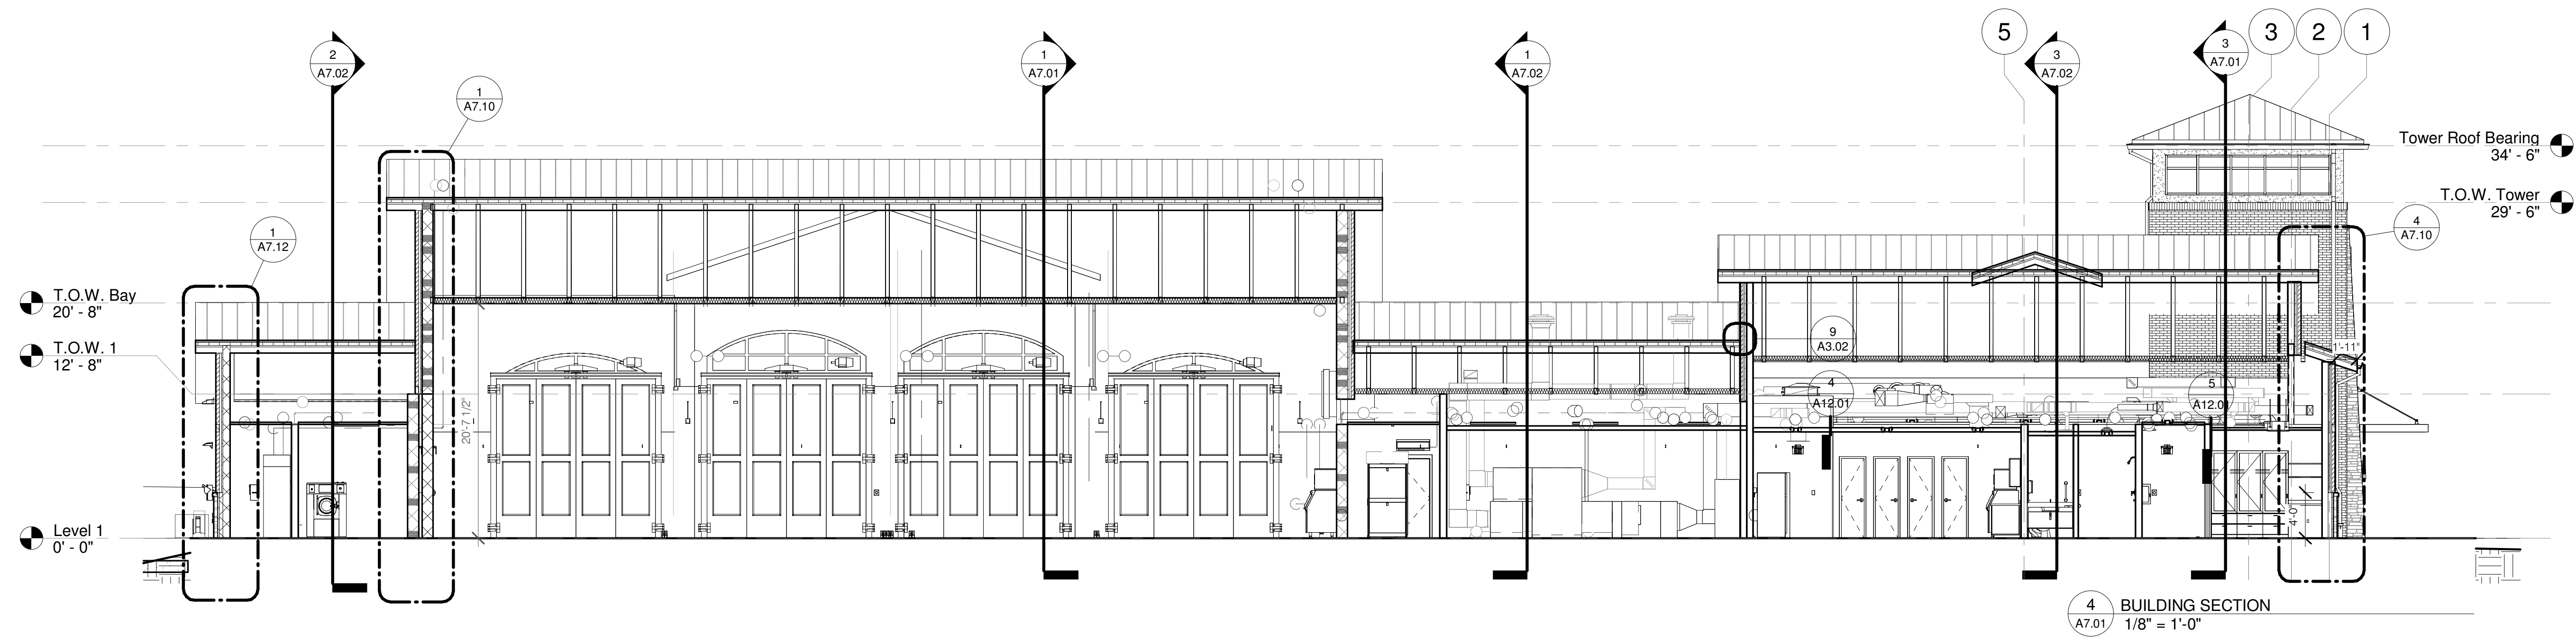 2
A7.02
1
A7.10
1
A7.12
1
A7.01
1
A7.02
5
3
A7.02
3
A7.01
3
2
1
Tower Roof Bearing
34' - 6"
T.O.W. Tower
29' - 6"
4
A7.10
T.O.W. Bay
20' - 8"
T.O.W. 1
12' - 8"
Level 1
0' - 0"
20'-7 1/2"
9
A3.02
4
A12.01
5
A12.01
1'-11"
4'-0"
4
A7.01
BUILDING SECTION
1/8" = 1'-0"